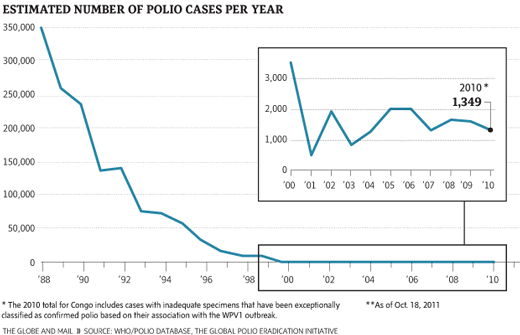 ESTIMATED NUMBER OF POLIO CASES PER YEAR
350,000
300,000
250,000
200,000
150,000
100,000
50,000
0
'88 '90 '92 '94 '96 '98 '00 '02 '04 '06 '08 '10
3,000
2,000
1,000
0
2010 *
1,349
'00 '01 '02 '03 '04 '05 '06 '07 '08 '09 '10
* The 2010 total for Congo includes cases with inadequate specimens that have been exceptionally
classified as confirmed polio based on their association with the WPV1 outbreak.
**As of Oct. 18, 2011
THE GLOBE AND MAIL » SOURCE: WHO/POLIO DATABASE, THE GLOBAL POLIO ERADICATION INITIATIVE